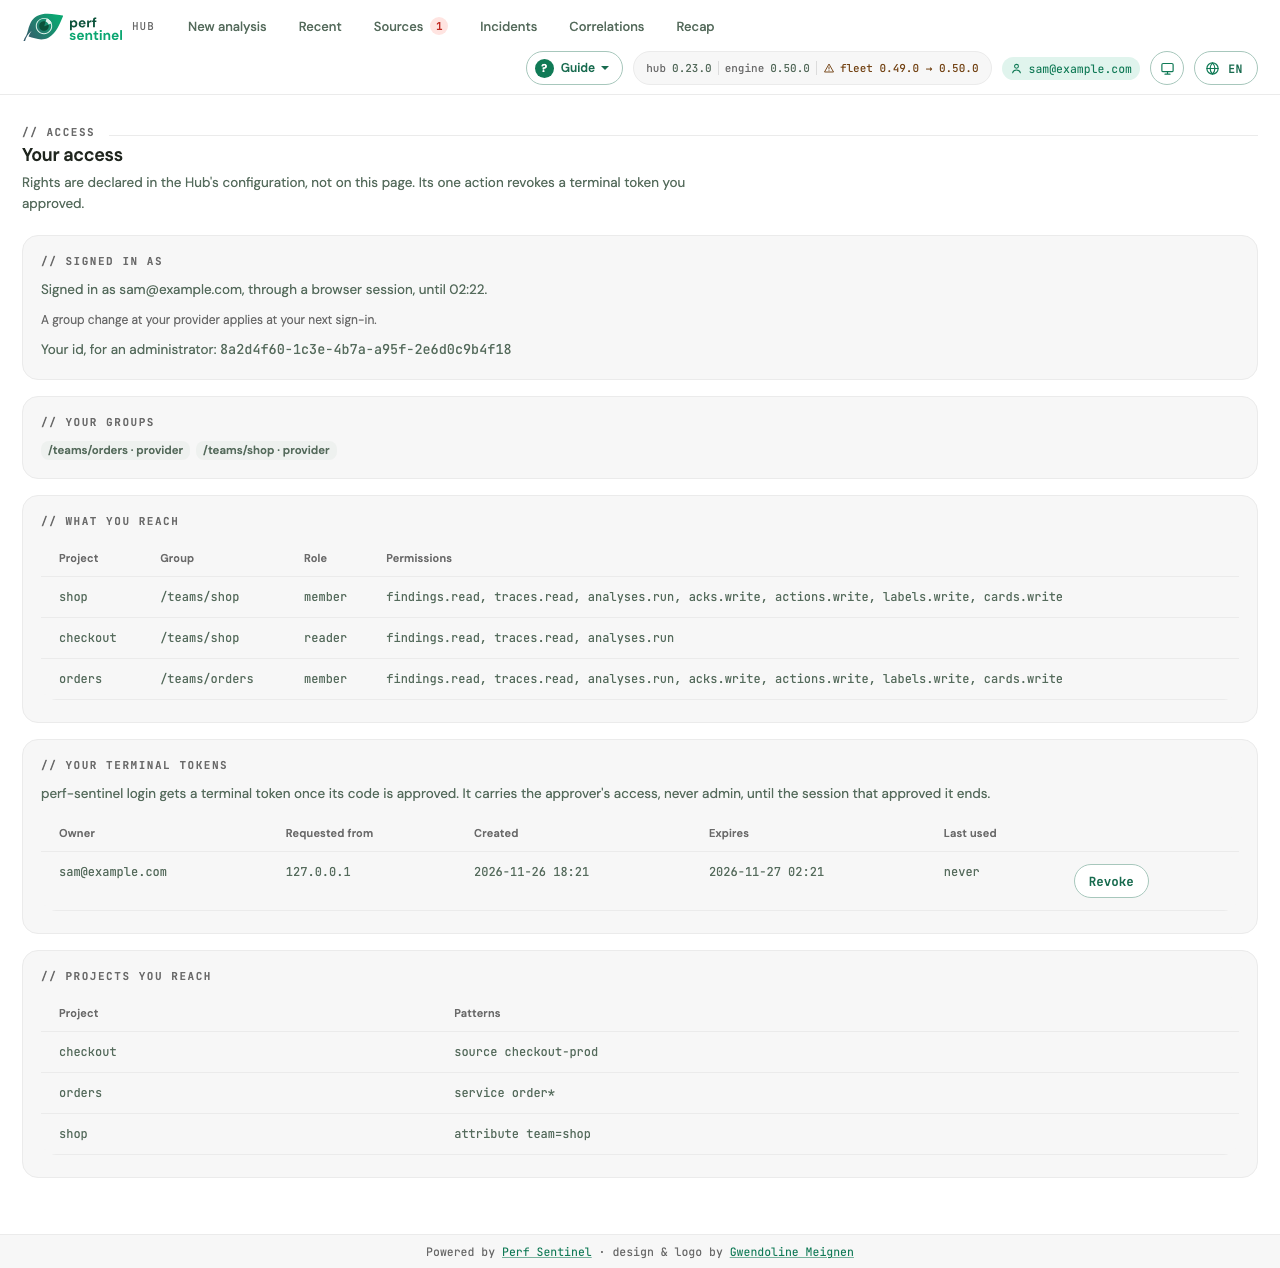 perf
sentinel
HUB
New analysis
Recent
Sources 1
Incidents
Correlations
Recap
? Guide
hub 0.23.0
engine 0.50.0
fleet 0.49.0 → 0.50.0
sam@example.com
EN
// ACCESS
Your access
Rights are declared in the Hub's configuration, not on this page. Its one action revokes a terminal token you
approved.
// SIGNED IN AS
Signed in as sam@example.com, through a browser session, until 02:22.
A group change at your provider applies at your next sign-in.
Your id, for an administrator: 8a2d4f60-1c3e-4b7a-a95f-2e6d0c9b4f18
// YOUR GROUPS
/teams/orders · provider /teams/shop · provider
// WHAT YOU REACH
Project Group Role Permissions
shop /teams/shop member findings.read, traces.read, analyses.run, acks.write, actions.write, labels.write, cards.write
checkout /teams/shop reader findings.read, traces.read, analyses.run
orders /teams/orders member findings.read, traces.read, analyses.run, acks.write, actions.write, labels.write, cards.write
// YOUR TERMINAL TOKENS
perf-sentinel login gets a terminal token once its code is approved. It carries the approver's access, never admin, until the session that approved it ends.
Owner Requested from Created Expires Last used
sam@example.com 127.0.0.1 2026-11-26 18:21 2026-11-27 02:21 never Revoke
// PROJECTS YOU REACH
Project Patterns
checkout source checkout-prod
orders service order*
shop attribute team=shop
Powered by Perf Sentinel · design & logo by Gwendoline Meignen